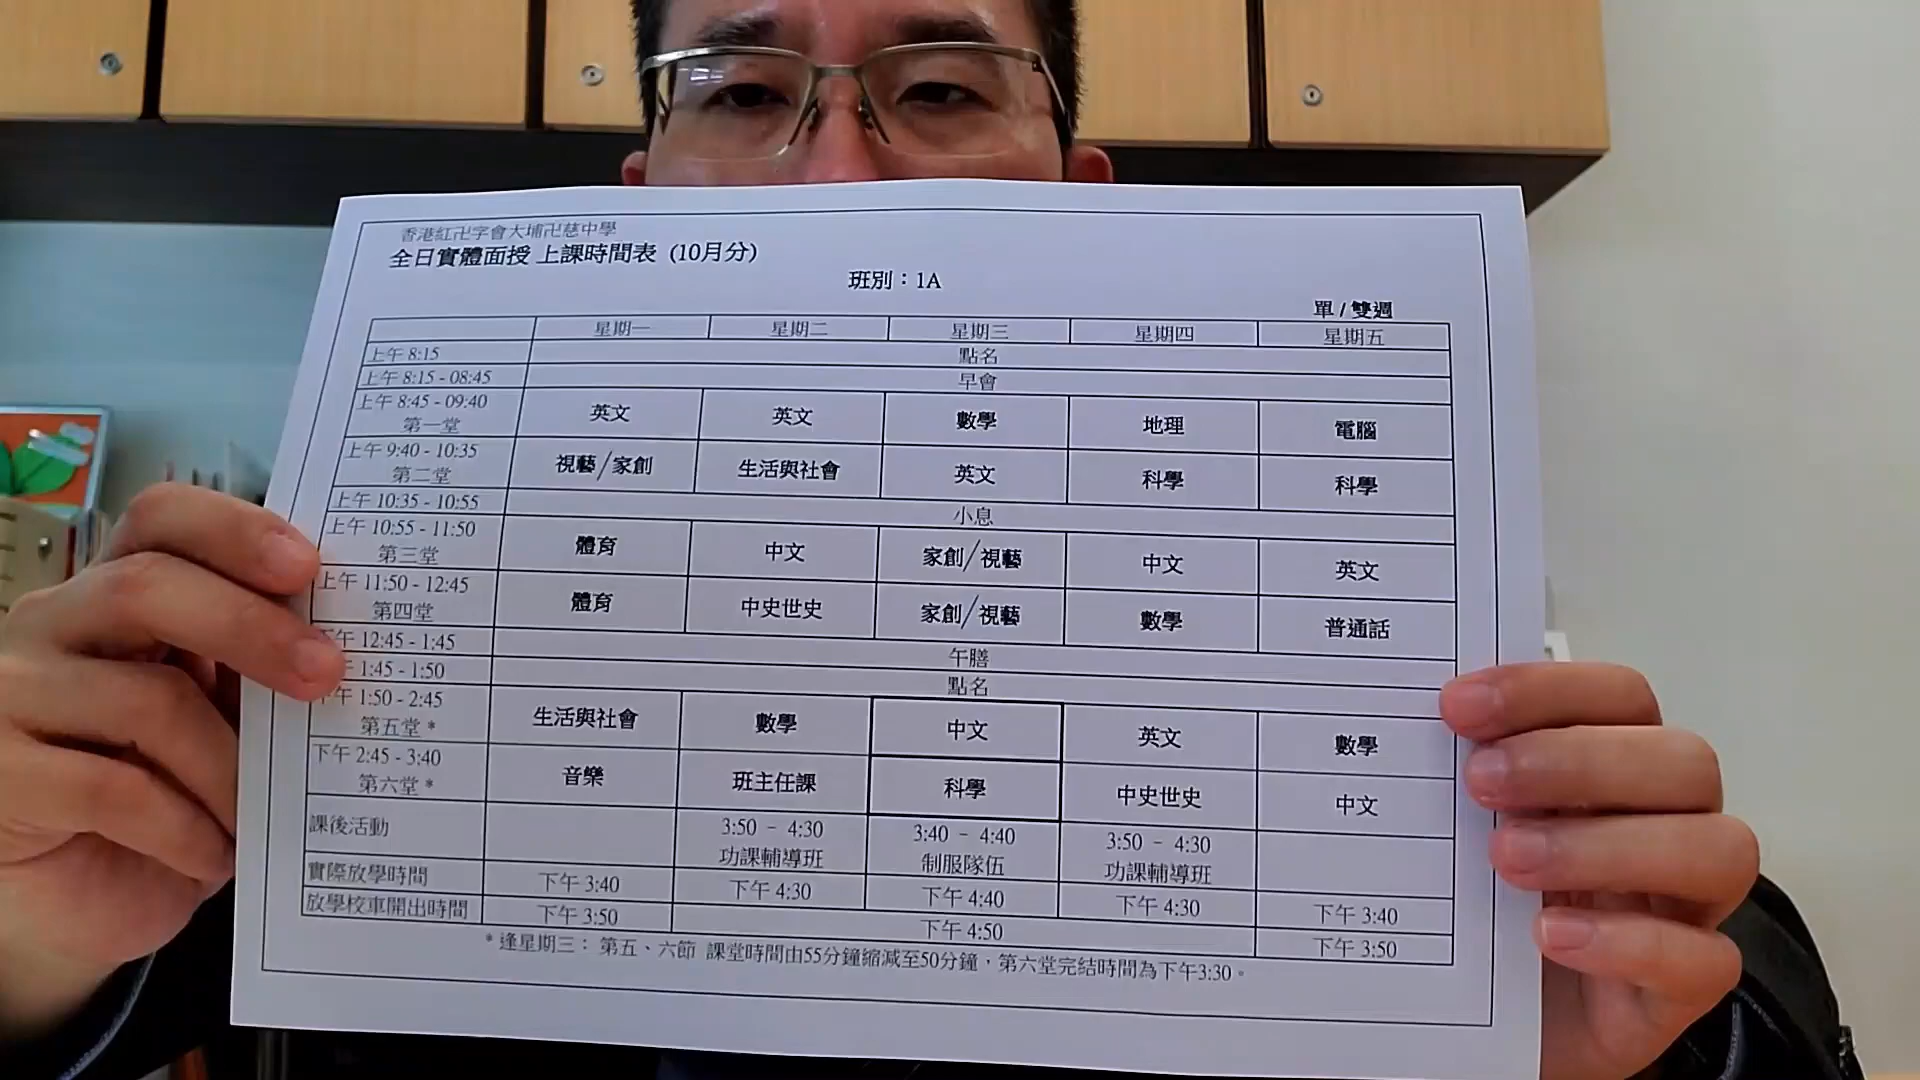 香港紅卍字會大埔卍慈中學
全日實體面授 上課時間表 (10月分)
班別：1A
單 / 雙週
星期一 星期二 星期三 星期四 星期五
上午 8:15 點名
上午 8:15 - 08:45 早會
上午 8:45 - 09:40 第一堂 英文 英文 數學 地理 電腦
上午 9:40 - 10:35 第二堂 視藝/家創 生活與社會 英文 科學 科學
上午 10:35 - 10:55 小息
上午 10:55 - 11:50 第三堂 體育 中文 家創/視藝 中文 英文
上午 11:50 - 12:45 第四堂 體育 中史世史 家創/視藝 數學 普通話
下午 12:45 - 1:45 午膳
午 1:45 - 1:50 點名
下午 1:50 - 2:45 第五堂 * 生活與社會 數學 中文 英文 數學
下午 2:45 - 3:40 第六堂 * 音樂 班主任課 科學 中史世史 中文
課後活動 3:50 - 4:30 功課輔導班 3:40 - 4:40 制服隊伍 3:50 - 4:30 功課輔導班
實際放學時間 下午 3:40 下午 4:30 下午 4:40 下午 4:30 下午 3:40
放學校車開出時間 下午 3:50 下午 4:50 下午 3:50
* 逢星期三： 第五、六節 課堂時間由55分鐘縮減至50分鐘，第六堂完結時間為下午3:30。